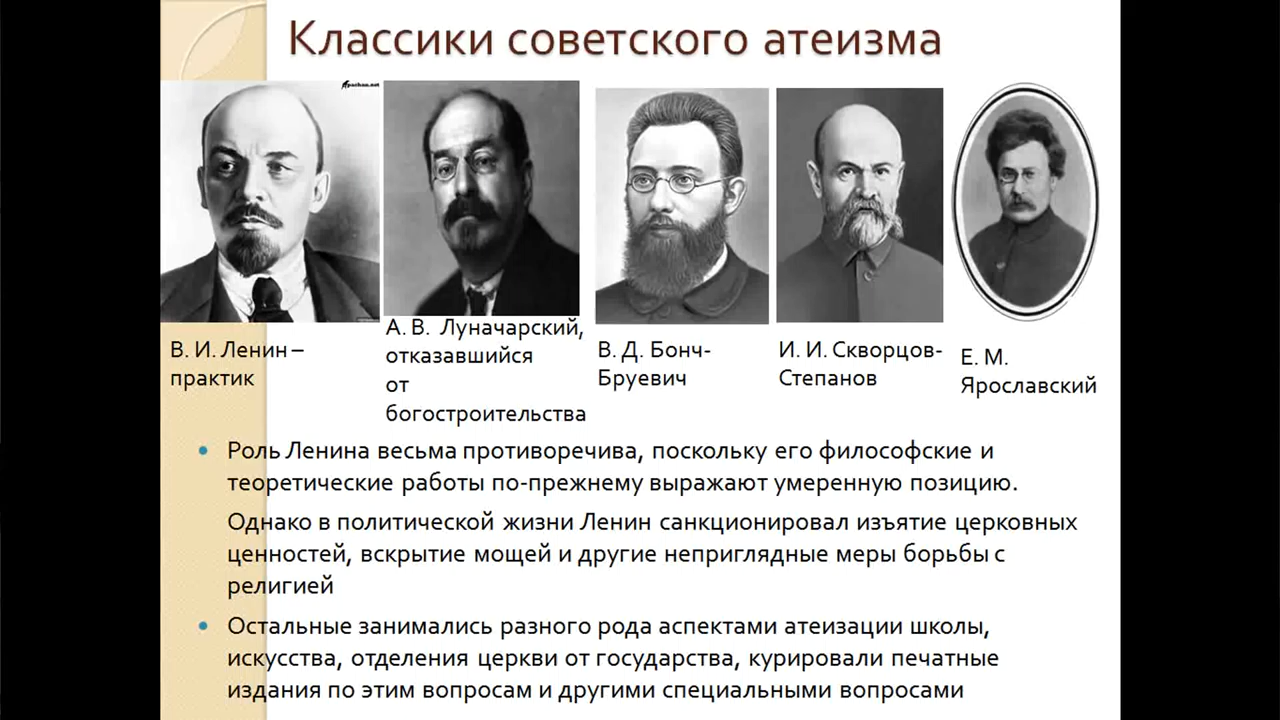 Классики советского атеизма
В. И. Ленин –
практик
А. В. Луначарский,
отказавшийся
от
богостроительства
В. Д. Бонч-
Бруевич
И. И. Скворцов-
Степанов
Е. М.
Ярославский
Роль Ленина весьма противоречива, поскольку его философские и
теоретические работы по-прежнему выражают умеренную позицию.
Однако в политической жизни Ленин санкционировал изъятие церковных
ценностей, вскрытие мощей и другие неприглядные меры борьбы с
религией
Остальные занимались разного рода аспектами атеизации школы,
искусства, отделения церкви от государства, курировали печатные
издания по этим вопросам и другими специальными вопросами